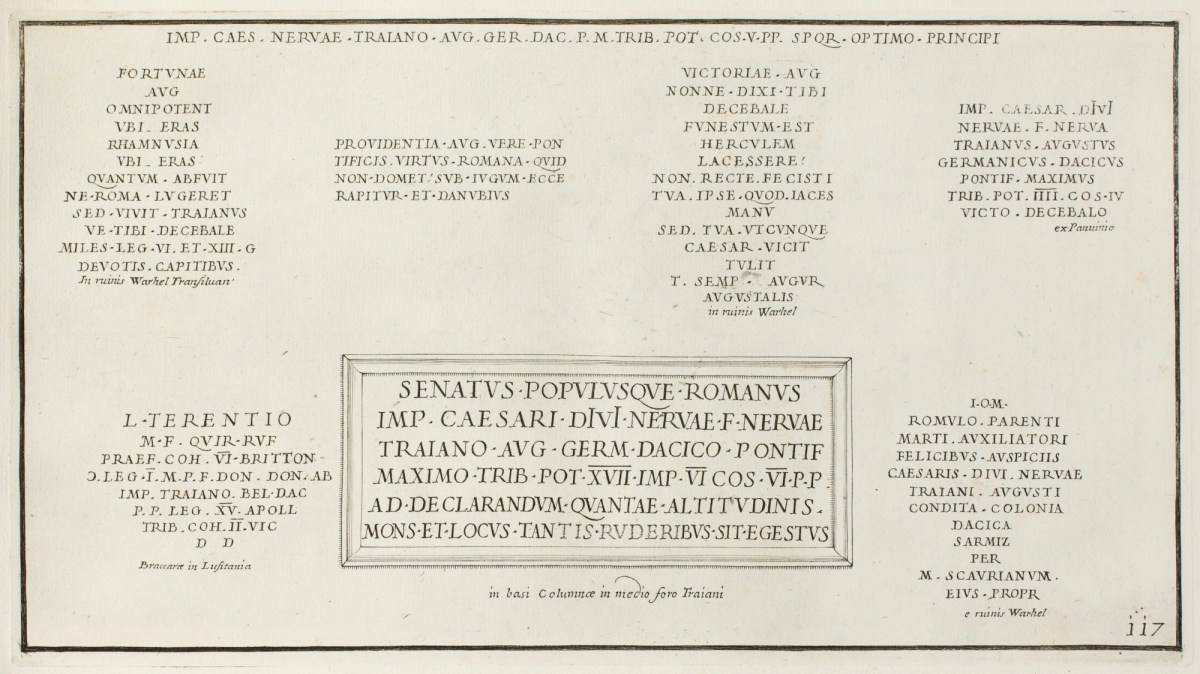 IMP. CAES. NERVAE. TRAIANO. AVG. GER. DAC. P. M. TRIB. POT. COS. V. PP. SPQR. OPTIMO. PRINCIPI
FORTVNAE
AVG
OMNIPOTENT
VBI. ERAS
RHAMNVSIA
VBI. ERAS
QVANTVM. ABFVIT
NE. ROMA. LVGERET
SED. VIVIT. TRAIANVS
VE. TIBI. DECEBALE
MILES. LEG. VI. ET. XIII. G
DEVOTIS. CAPITIBVS.
In ruinis Warhel Transiluan
PROVIDENTIA. AVG. VERE. PON
TIFICIS. VIRTVS. ROMANA. QVID
NON. DOMET. SVB. IVGVM. ECCE
RAPITVR. ET. DANVBIVS
VICTORIAE. AVG
NONNE. DIXI. TIBI
DECEBALE
FVNESTVM. EST
HERCVLEM
LACESSERE
NON. RECTE. FECISTI
TVA. IPSE. QVOD. IACES
MANV
SED. TVA. VTCVNQVE
CAESAR. VICIT
TVLIT
T. SEMP. AVGVR
AVGVSTALIS
in ruinis Warhel
IMP. CAESAR. DIVI
NERVAE. F. NERVA
TRAIANVS. AVGVSTVS
GERMANICVS. DACICVS
PONTIF. MAXIMVS
TRIB. POT. IIII. COS. IV
VICTO. DECEBALO
ex Panuinio
L. TERENTIO
M. F. QVIR. RVF
PRAEF. COH. VI. BRITTON
Ɔ. LEG. I. M. P. F. DON. DON. AB
IMP. TRAIANO. BEL. DAC
P. P. LEG. XV. APOLL
TRIB. COH. II. VIC
D D
Braccaræ in Lusitania
SENATVS. POPVLVSQVE. ROMANVS
IMP. CAESARI. DIVI. NERVAE. F. NERVAE
TRAIANO. AVG. GERM. DACICO. PONTIF
MAXIMO. TRIB. POT. XVII. IMP. VI COS. VI. P. P
AD. DECLARANDVM. QVANTAE. ALTITVDINIS.
MONS. ET. LOCVS. TANTIS. RVDERIBVS. SIT. EGESTVS
in basi Columnæ in medio foro Traiani
I. O. M.
ROMVLO. PARENTI
MARTI. AVXILIATORI
FELICIBVS. AVSPICIIS
CAESARIS. DIVI. NERVAE
TRAIANI. AVGVSTI
CONDITA. COLONIA
DACICA
SARMIZ
PER
M. SCAVRIANVM.
EIVS. PROPR
e ruinis Warhel
117